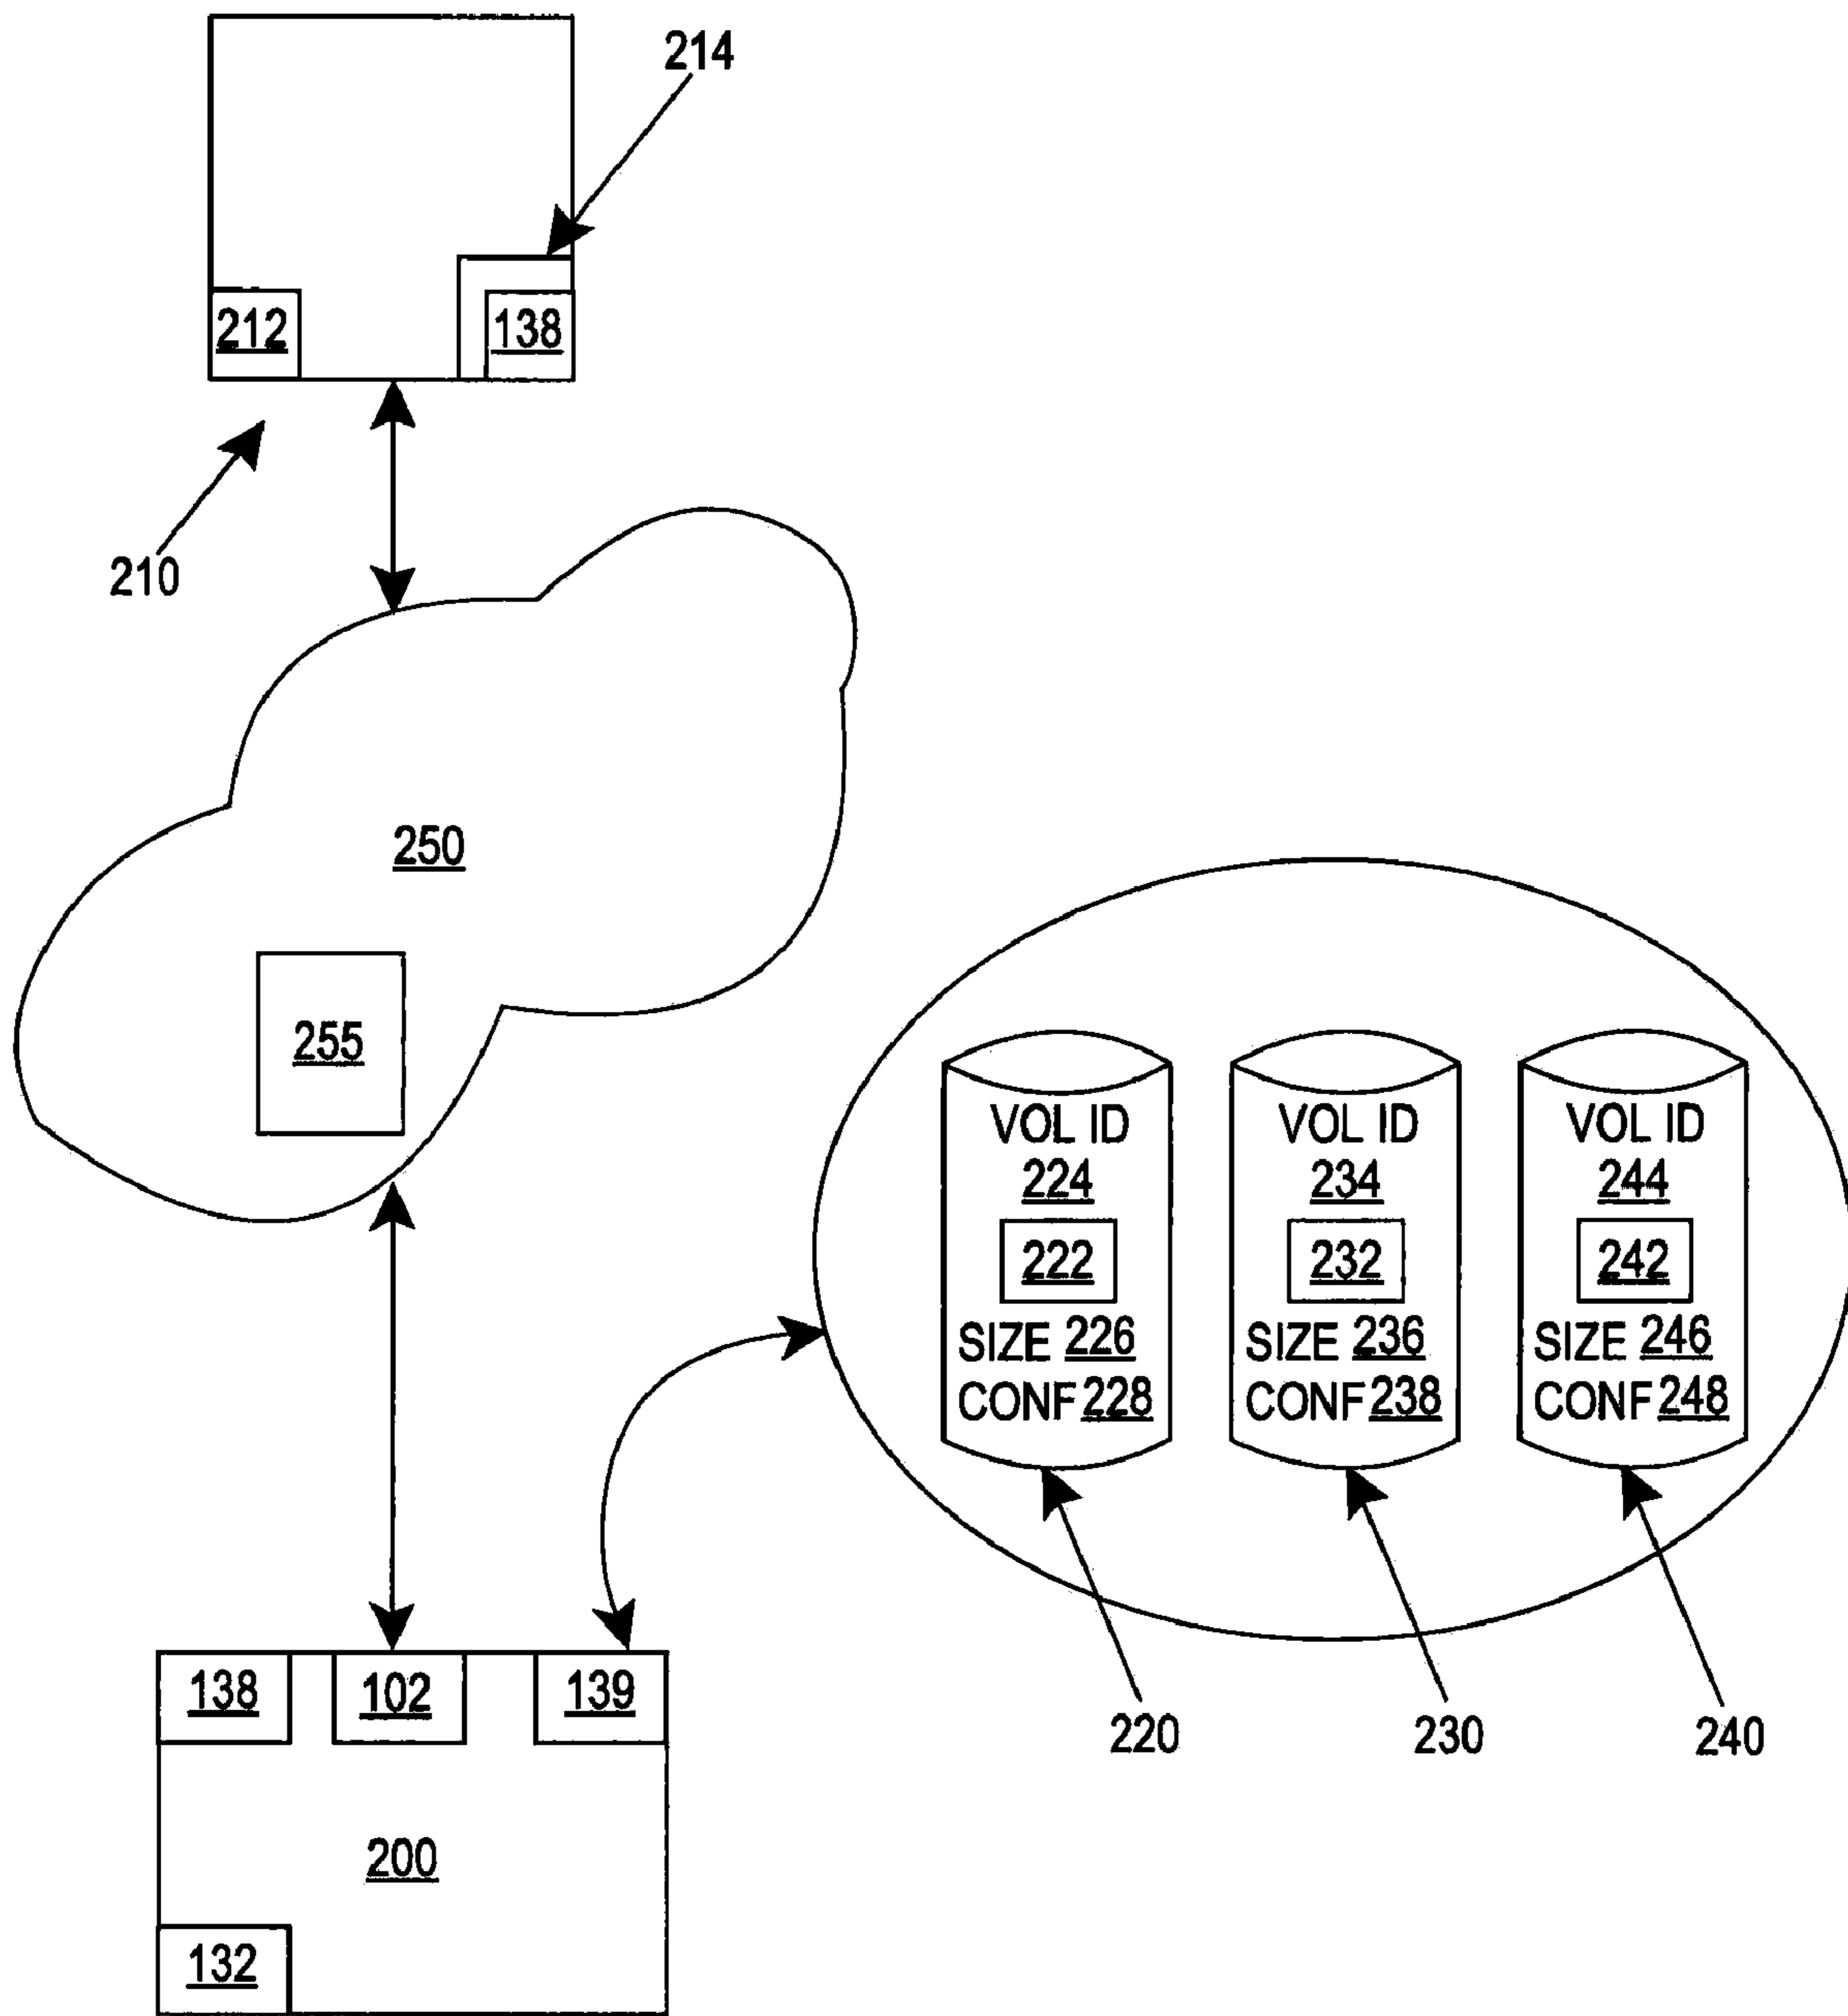 214
212
138
210
250
255
VOL ID
224
222
SIZE 226
CONF 228
VOL ID
234
232
SIZE 236
CONF 238
VOL ID
244
242
SIZE 246
CONF 248
220
230
240
138
102
139
200
132